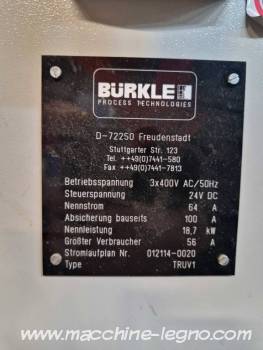 BÜRKLE
PROCESS TECHNOLOGIES
D-72250 Freudenstadt
Stuttgarter Str. 123
Tel. ++49(0)7441-580
Fax ++49(0)7441-7813
Betriebsspannung 3x400V AC/50Hz
Steuerspannung 24V DC
Nennstrom 64 A
Absicherung bauseits 100 A
Nennleistung 18,7 kW
Größter Verbraucher 56 A
Stromlaufplan Nr. 012114-0020
Type TRUV1
www.macchine-legno.com